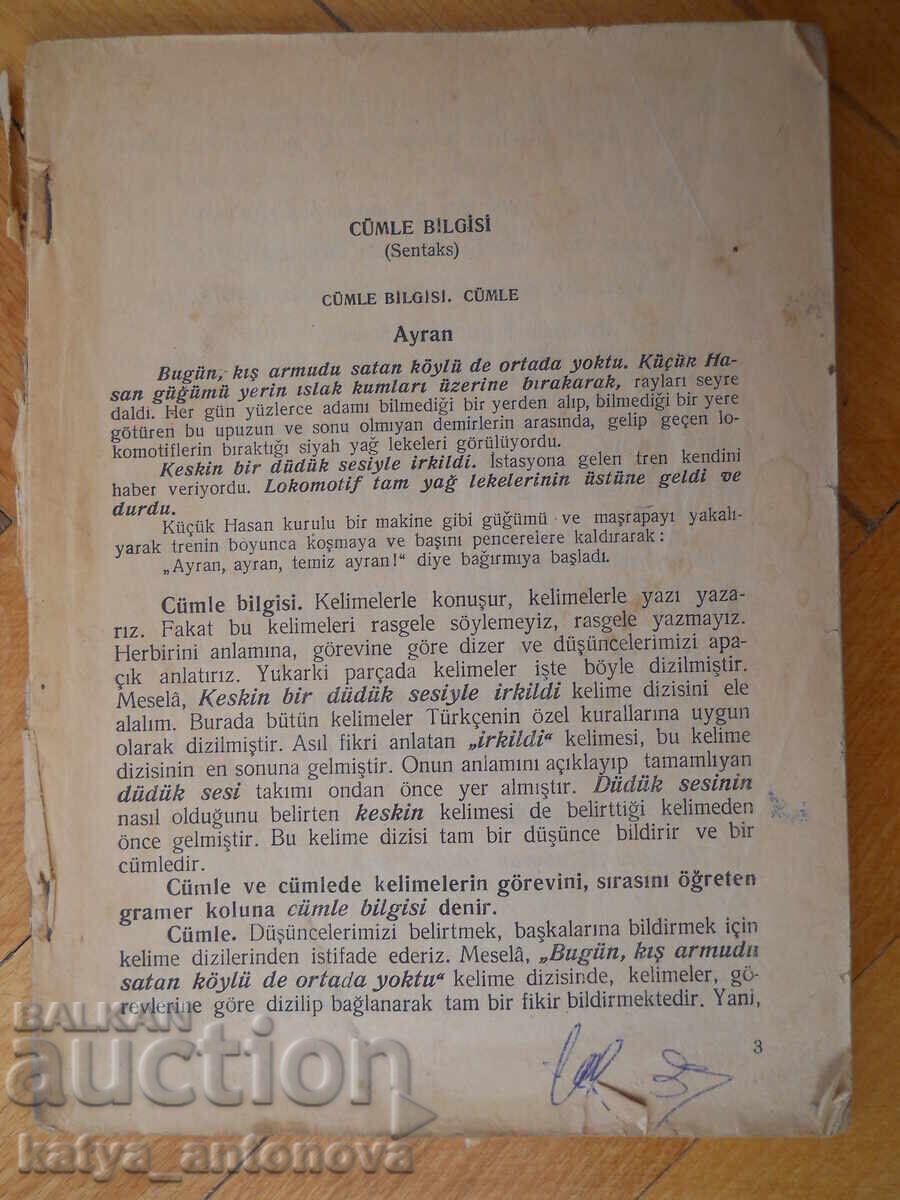 CÜMLE BİLGİSİ
(Sentaks)
CÜMLE BİLGISI. CÜMLE
Ayran
Bugün, kış armudu satan köylü de ortada yoktu. Küçük Ha-
san güğümü yerin ıslak kumları üzerine bırakarak, rayları seyre
daldi. Her gün yüzlerce adamı bilmediği bir yerden alıp, bilmediği bir yere
götüren bu upuzun ve sonu olmıyan demirlerin arasında, gelip geçen lo-
komotiflerin bıraktığı siyah yağ lekeleri görülüyordu.
Keskin bir düdük sesiyle irkildi. İstasyona gelen tren kendini
haber veriyordu. Lokomotif tam yağ lekelerinin üstüne geldi ve
durdu.
Küçük Hasan kurulu bir makine gibi güğümü ve maşrapayı yakalı-
yarak trenin boyunca koşmaya ve başını pencerelere kaldırarak :
„Ayran, ayran, temiz ayran!“ diye bağırmıya başladı.
Cümle bilgisi. Kelimelerle konuşur, kelimelerle yazı yaza-
rız. Fakat bu kelimeleri rasgele söylemeyiz, rasgele yazmayız.
Herbirini anlamına, görevine göre dizer ve düşüncelerimizi apa-
çık anlatırız. Yukarki parçada kelimeler işte böyle dizilmiştir.
Meselâ, Keskin bir düdük sesiyle irkildi kelime dizisini ele
alalım. Burada bütün kelimeler Türkçenin özel kurallarına uygun
olarak dizilmiştir. Asıl fikri anlatan „irkildi“ kelimesi, bu kelime
dizisinin en sonuna gelmiştir. Onun anlamını açıklayıp tamamlıyan
düdük sesi takımı ondan önce yer almıştır. Düdük sesinin
nasıl olduğunu belirten keskin kelimesi de belirttiği kelimeden
önce gelmiştir. Bu kelime dizisi tam bir düşünce bildirir ve bir
cümledir.
Cümle ve cümlede kelimelerin görevini, sırasını öğreten
gramer koluna cümle bilgisi denir.
Cümle. Düşüncelerimizi belirtmek, başkalarına bildirmek için
kelime dizilerinden istifade ederiz. Meselâ, „Bugün, kış armudu
satan köylü de ortada yoktu“ kelime dizisinde, kelimeler, gö-
revlerine göre dizilip bağlanarak tam bir fikir bildirmektedir. Yani,
3
BALKAN
auction
katya_antonova